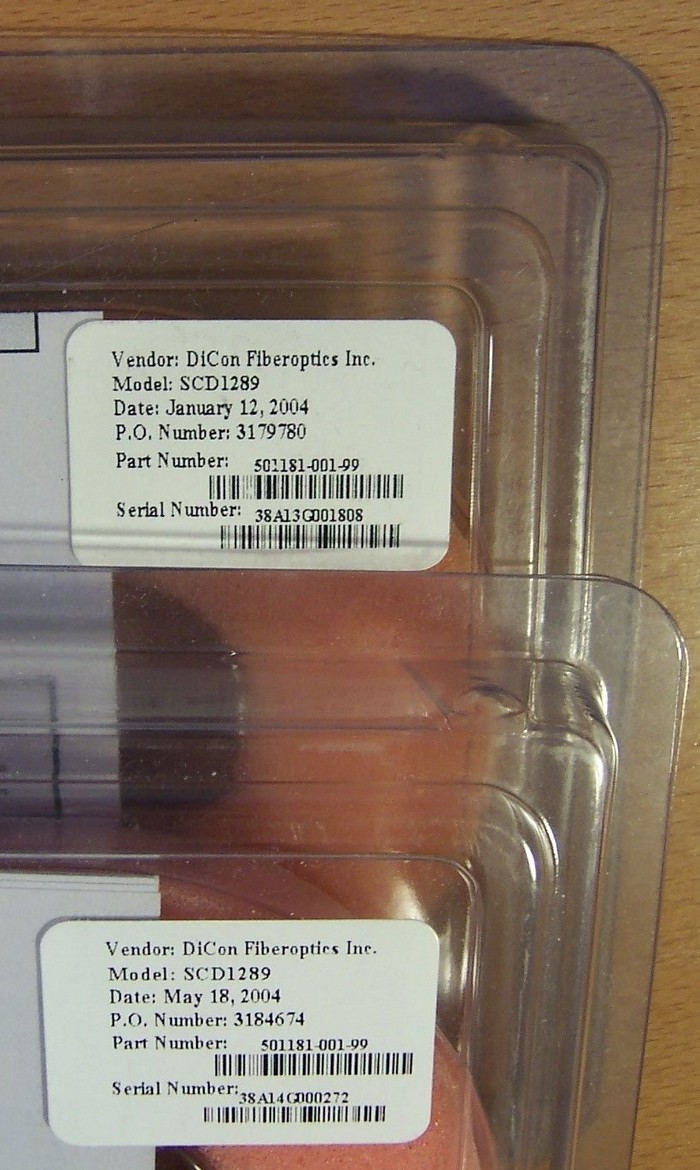 Vendor: DiCon Fiberoptics Inc.
Model: SCD1289
Date: January 12, 2004
P.O. Number: 3179780
Part Number: 501181-001-99
Serial Number: 38A13G001808
Vendor: DiCon Fiberoptics Inc.
Model: SCD1289
Date: May 18, 2004
P.O. Number: 3184674
Part Number: 501181-001-99
Serial Number: 38A14G000272